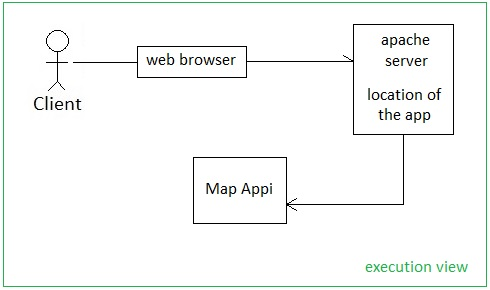 Client
web browser
apache
server
location of
the app
Map Appi
execution view